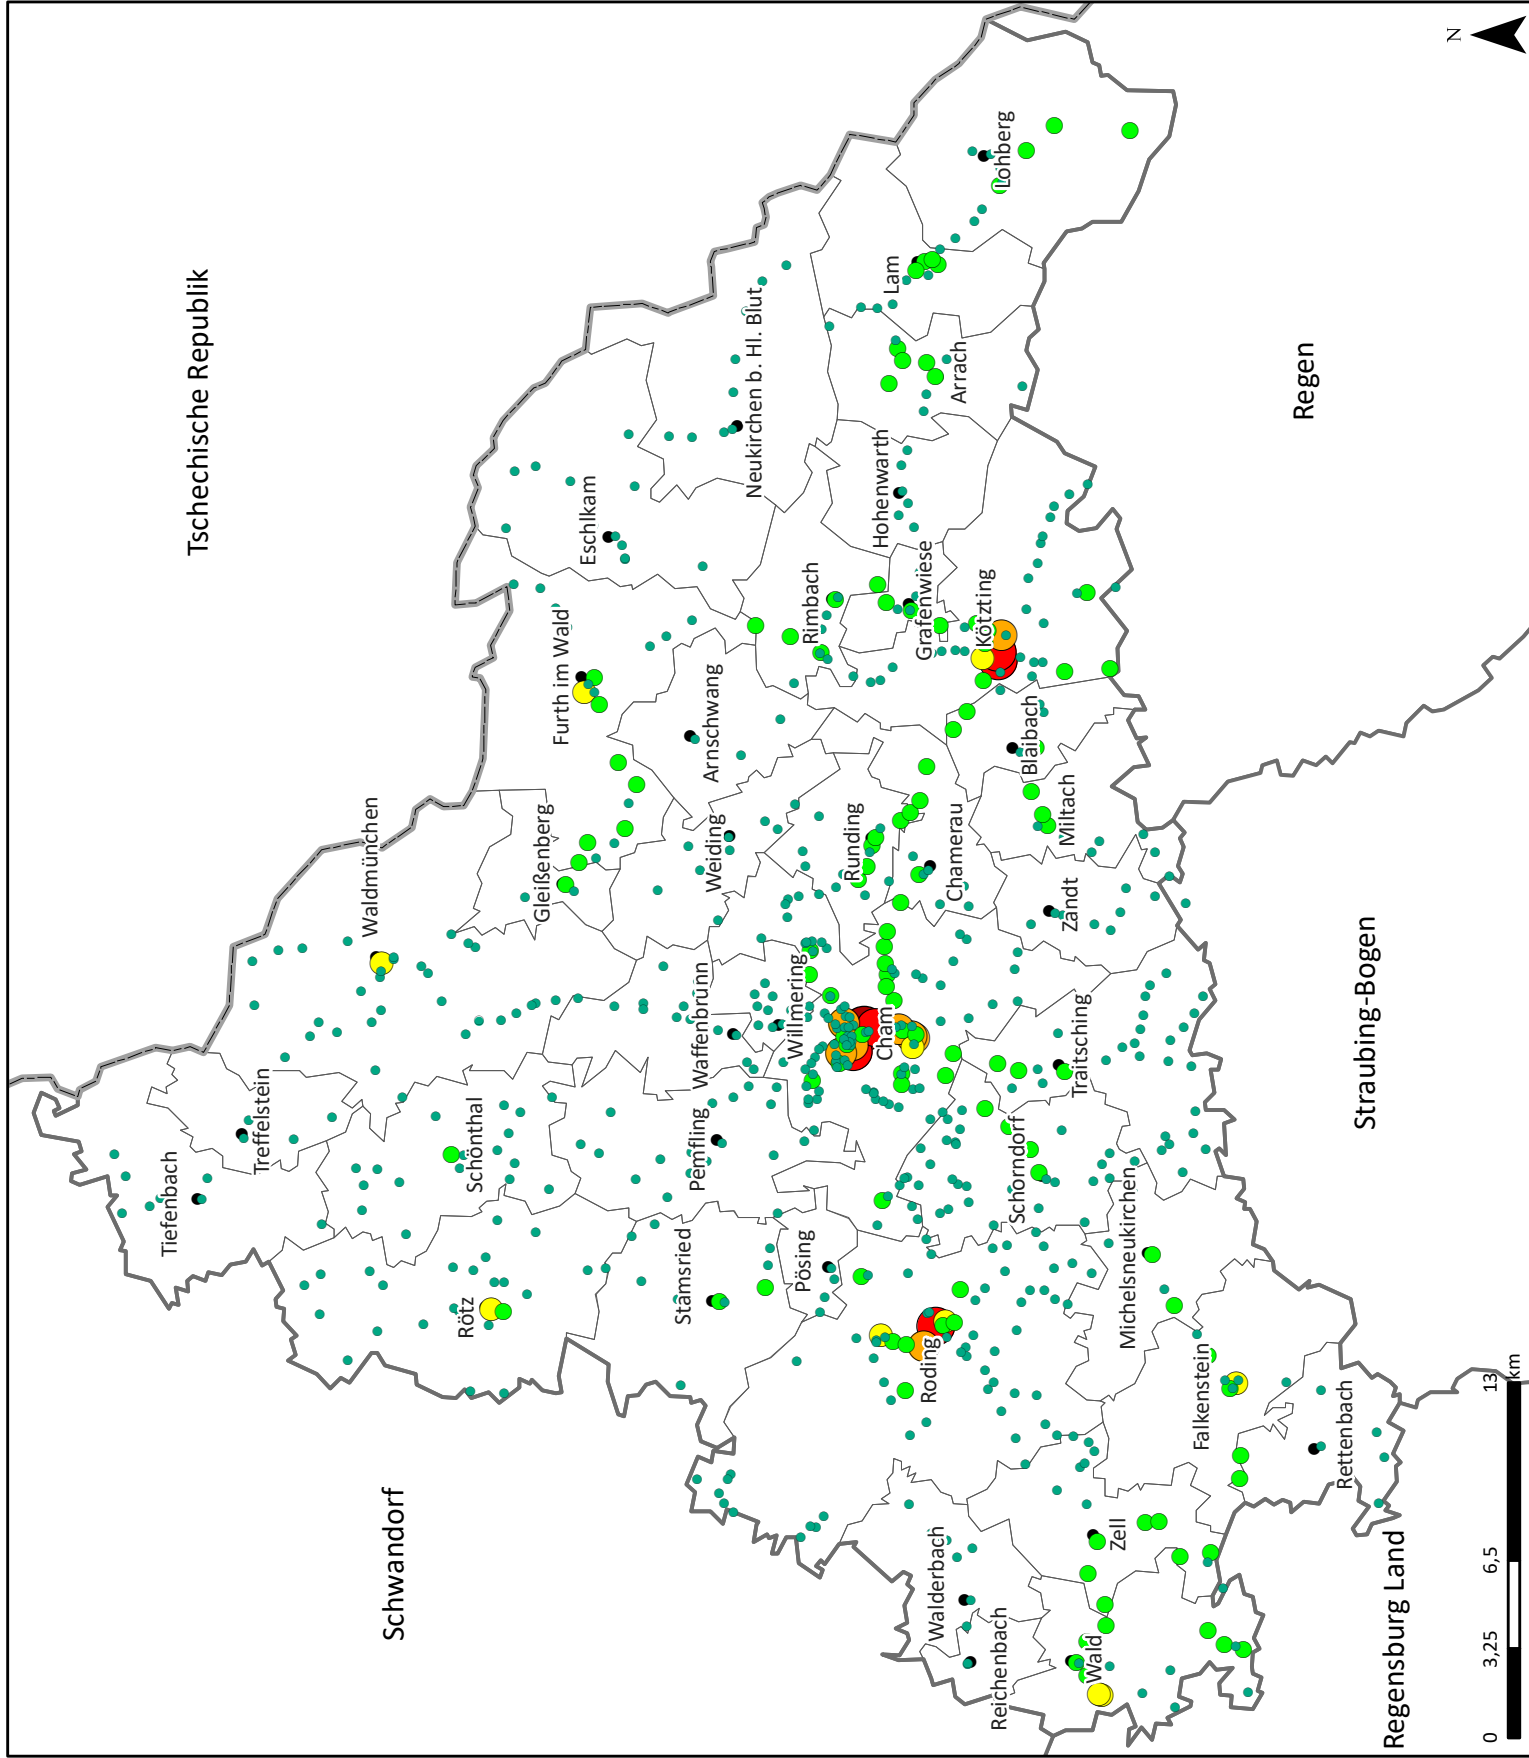 Tschechische Republik
Schwandorf
Regen
Straubing-Bogen
Regensburg Land
Tiefenbach
Treffelstein
Waldmünchen
Gleißenberg
Furth im Wald
Eschlkam
Neukirchen b. Hl. Blut
Rötz
Schönthal
Stamsried
Pemfling
Waffenbrunn
Willmering
Weiding
Arnschwang
Rimbach
Hohenwarth
Grafenwiese
Arrach
Lam
Lohberg
Pösing
Cham
Runding
Chamerau
Kötzting
Blaibach
Miltach
Zandt
Roding
Schorndorf
Traitsching
Michelsneukirchen
Walderbach
Reichenbach
Wald
Zell
Falkenstein
Rettenbach
N
0 3,25 6,5 13
km